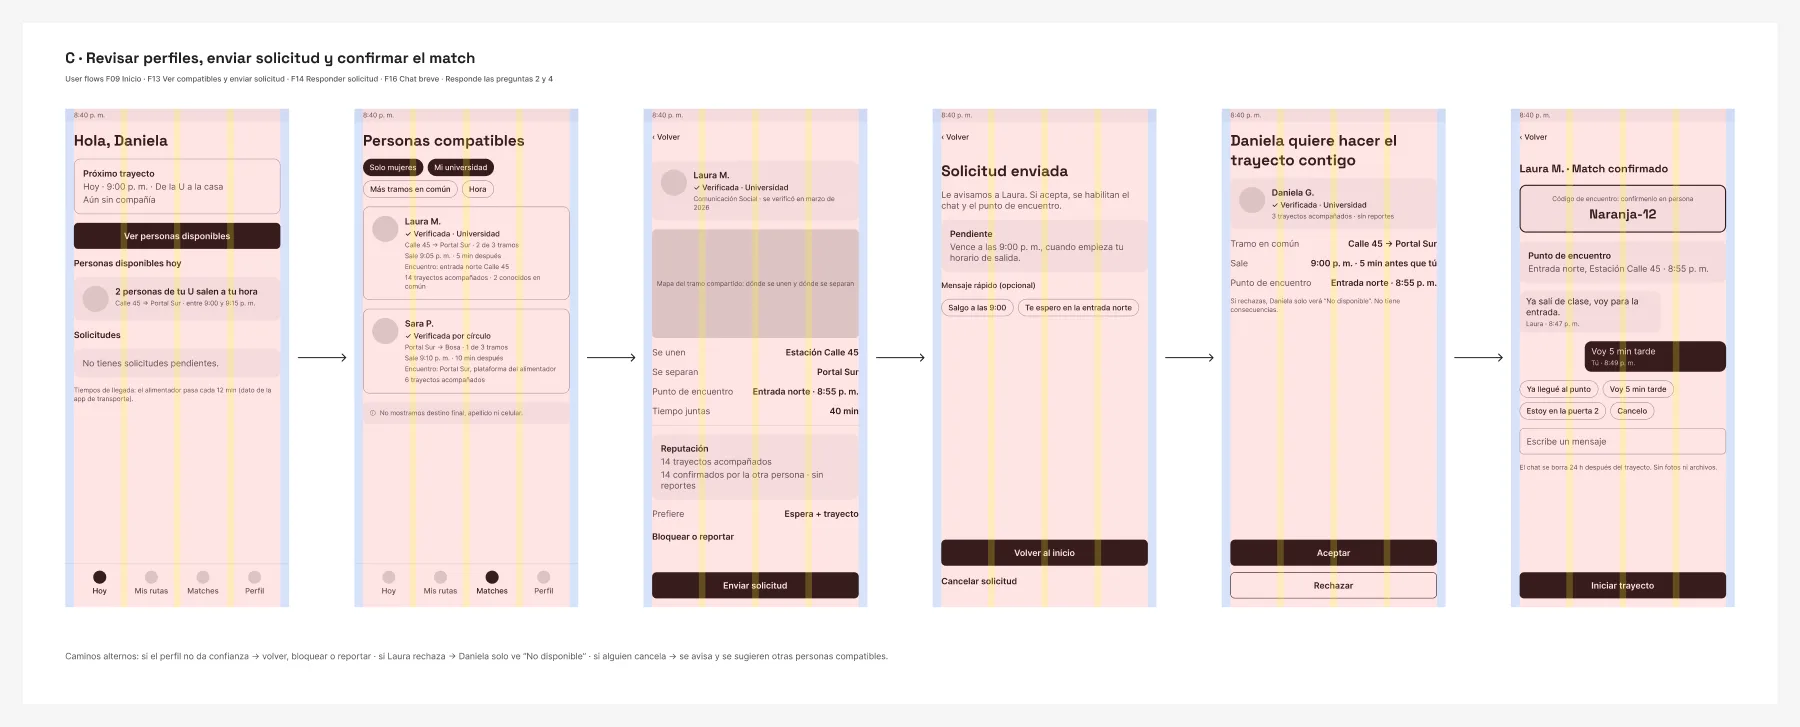 C · Revisar perfiles, enviar solicitud y confirmar el match
User flows F09 Inicio · F13 Ver compatibles y enviar solicitud · F14 Responder solicitud · F16 Chat breve · Responde las preguntas 2 y 4
8:40 p. m.
Hola, Daniela
Próximo trayecto
Hoy · 9:00 p. m. · De la U a la casa
Aún sin compañía
Ver personas disponibles
Personas disponibles hoy
2 personas de tu U salen a tu hora
Calle 45 → Portal Sur · entre 9:00 y 9:15 p. m.
Solicitudes
No tienes solicitudes pendientes.
Tiempos de llegada: el alimentador pasa cada 12 min (dato de la
app de transporte).
Hoy
Mis rutas
Matches
Perfil
8:40 p. m.
Personas compatibles
Solo mujeres
Mi universidad
Más tramos en común
Hora
Laura M.
✓ Verificada · Universidad
Calle 45 → Portal Sur · 2 de 3 tramos
Sale 9:05 p. m. · 5 min después
Encuentro: entrada norte Calle 45
14 trayectos acompañados · 2 conocidos en
común
Sara P.
✓ Verificada por círculo
Portal Sur → Bosa · 1 de 3 tramos
Sale 9:10 p. m. · 10 min después
Encuentro: Portal Sur, plataforma del alimentador
6 trayectos acompañados
ⓘ No mostramos destino final, apellido ni celular.
Hoy
Mis rutas
Matches
Perfil
8:40 p. m.
‹ Volver
Laura M.
✓ Verificada · Universidad
Comunicación Social · se verificó en marzo de
2026
Mapa del tramo compartido: dónde se unen y dónde se separan
Se unen Estación Calle 45
Se separan Portal Sur
Punto de encuentro Entrada norte · 8:55 p. m.
Tiempo juntas 40 min
Reputación
14 trayectos acompañados
14 confirmados por la otra persona · sin
reportes
Prefiere Espera + trayecto
Bloquear o reportar
Enviar solicitud
8:40 p. m.
‹ Volver
Solicitud enviada
Le avisamos a Laura. Si acepta, se habilitan el
chat y el punto de encuentro.
Pendiente
Vence a las 9:00 p. m., cuando empieza tu
horario de salida.
Mensaje rápido (opcional)
Salgo a las 9:00
Te espero en la entrada norte
Volver al inicio
Cancelar solicitud
8:40 p. m.
Daniela quiere hacer el
trayecto contigo
Daniela G.
✓ Verificada · Universidad
3 trayectos acompañados · sin reportes
Tramo en común Calle 45 → Portal Sur
Sale 9:00 p. m. · 5 min antes que tú
Punto de encuentro Entrada norte · 8:55 p. m.
Si rechazas, Daniela solo verá "No disponible". No tiene
consecuencias.
Aceptar
Rechazar
8:40 p. m.
‹ Volver
Laura M. · Match confirmado
Código de encuentro: confírmenlo en persona
Naranja-12
Punto de encuentro
Entrada norte, Estación Calle 45 · 8:55 p. m.
Ya salí de clase, voy para la
entrada.
Laura · 8:47 p. m.
Voy 5 min tarde
Tú · 8:49 p. m.
Ya llegué al punto
Voy 5 min tarde
Estoy en la puerta 2
Cancelo
Escribe un mensaje
El chat se borra 24 h después del trayecto. Sin fotos ni archivos.
Iniciar trayecto
Caminos alternos: si el perfil no da confianza → volver, bloquear o reportar · si Laura rechaza → Daniela solo ve "No disponible" · si alguien cancela → se avisa y se sugieren otras personas compatibles.